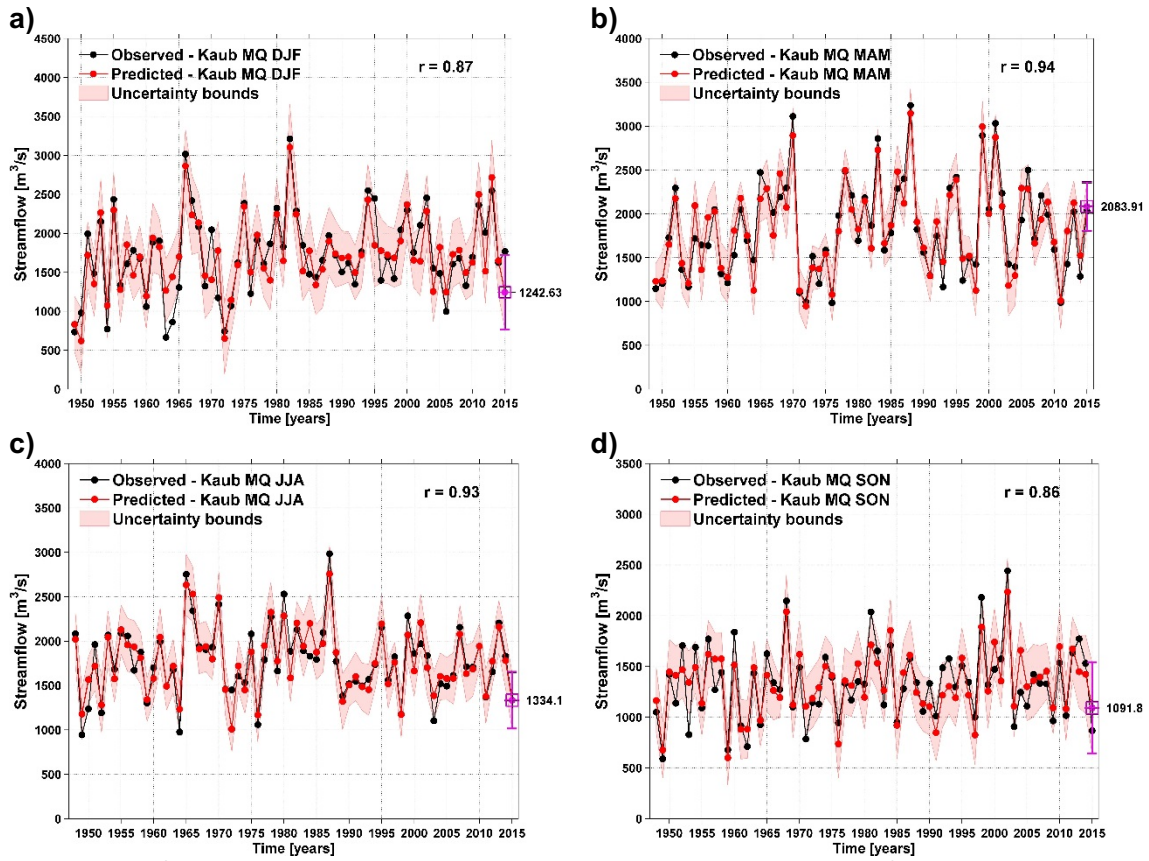 a)
4500
4000
3500
3000
2500
2000
1500
1000
500
0
Streamflow [m³/s]
Observed - Kaub MQ DJF
Predicted - Kaub MQ DJF
Uncertainty bounds
r = 0.87
1242.63
1950 1955 1960 1965 1970 1975 1980 1985 1990 1995 2000 2005 2010 2015
Time [years]
b)
4000
3500
3000
2500
2000
1500
1000
500
0
Streamflow [m³/s]
Observed - Kaub MQ MAM
Predicted - Kaub MQ MAM
Uncertainty bounds
r = 0.94
2083.91
1950 1955 1960 1965 1970 1975 1980 1985 1990 1995 2000 2005 2010 2015
Time [years]
c)
4000
3500
3000
2500
2000
1500
1000
500
0
Streamflow [m³/s]
Observed - Kaub MQ JJA
Predicted - Kaub MQ JJA
Uncertainty bounds
r = 0.93
1334.1
1950 1955 1960 1965 1970 1975 1980 1985 1990 1995 2000 2005 2010 2015
Time [years]
d)
3500
3000
2500
2000
1500
1000
500
0
Streamflow [m³/s]
Observed - Kaub MQ SON
Predicted - Kaub MQ SON
Uncertainty bounds
r = 0.86
1091.8
1950 1955 1960 1965 1970 1975 1980 1985 1990 1995 2000 2005 2010 2015
Time [years]